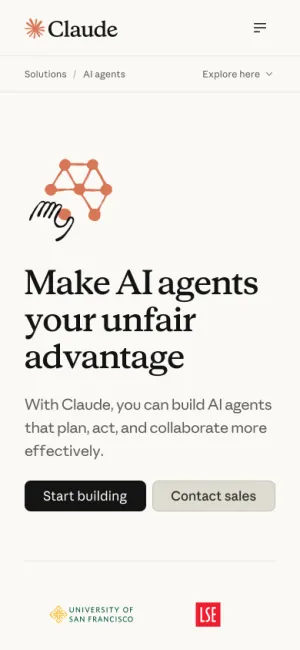 Claude
Solutions / AI agents
Explore here
Make AI agents
your unfair
advantage
With Claude, you can build AI agents
that plan, act, and collaborate more
effectively.
Start building
Contact sales
UNIVERSITY OF
SAN FRANCISCO
LSE